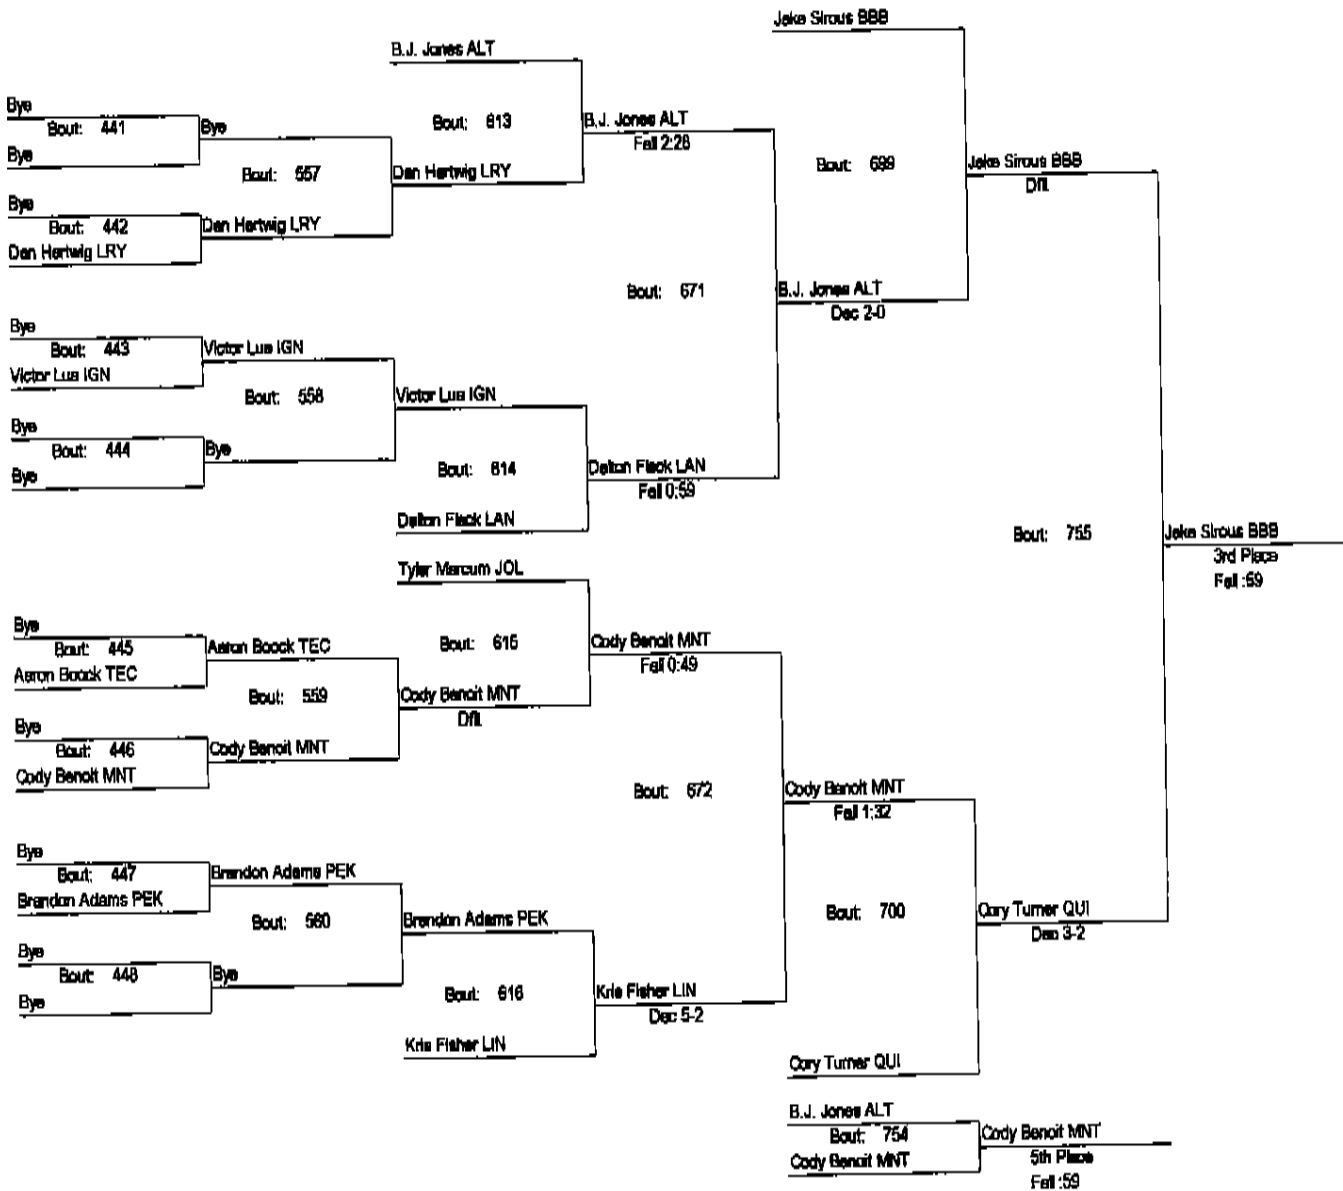 Jake Sirous BBB
B.J. Jones ALT
Bye
Bout: 441
Bye
Bye
Bout: 613
B.J. Jones ALT
Fall 2:28
Bout: 557
Dan Hartwig LRY
Bout: 699
Jake Sirous BBB
Dflt.
Bye
Bout: 442
Dan Hartwig LRY
Dan Hartwig LRY
Bout: 671
B.J. Jones ALT
Dec 2-0
Bye
Bout: 443
Victor Lua IGN
Victor Lua IGN
Bout: 558
Victor Lua IGN
Bye
Bout: 444
Bye
Bye
Bout: 614
Dalton Flack LAN
Fall 0:59
Dalton Flack LAN
Bout: 755
Jake Sirous BBB
3rd Place
Fall :59
Tyler Marcum JOL
Bye
Bout: 445
Aaron Boock TEC
Aaron Boock TEC
Bout: 615
Cody Benoit MNT
Fall 0:49
Bout: 559
Cody Benoit MNT
Dflt.
Bye
Bout: 446
Cody Benoit MNT
Cody Benoit MNT
Bout: 672
Cody Benoit MNT
Fall 1:32
Bye
Bout: 447
Brandon Adams PEK
Brandon Adams PEK
Bout: 560
Brandon Adams PEK
Bout: 700
Cory Turner QUI
Dec 3-2
Bye
Bout: 448
Bye
Bye
Bout: 616
Kris Fisher LIN
Dec 5-2
Kris Fisher LIN
Cory Turner QUI
B.J. Jones ALT
Bout: 754
Cody Benoit MNT
Cody Benoit MNT
5th Place
Fall :59